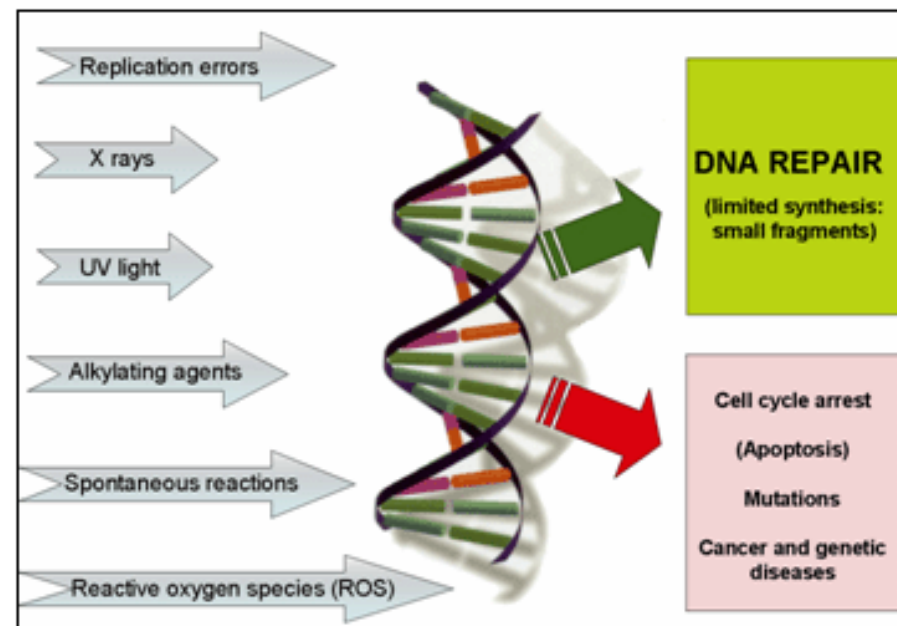 Replication errors
X rays
UV light
Alkylating agents
Spontaneous reactions
Reactive oxygen species (ROS)
DNA REPAIR
(limited synthesis:
small fragments)
Cell cycle arrest
(Apoptosis)
Mutations
Cancer and genetic
diseases